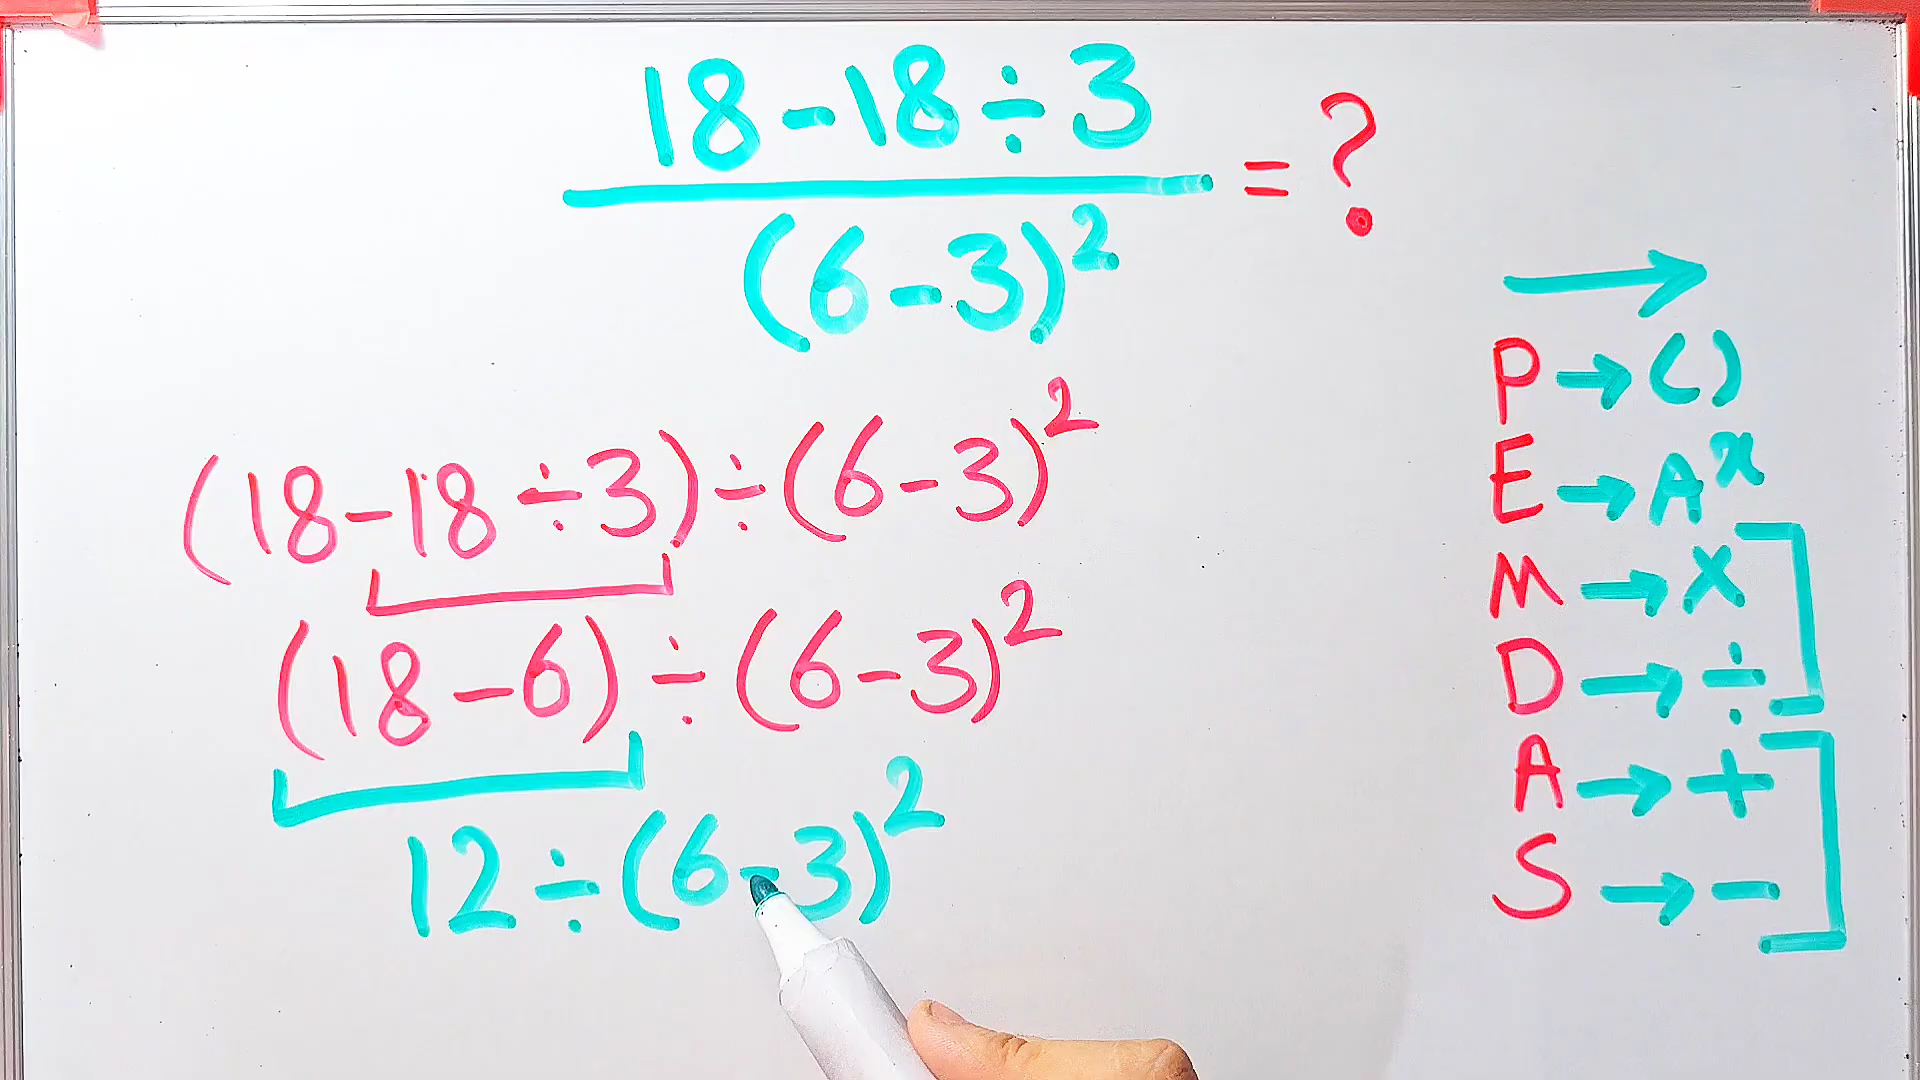 18-18÷3
(6-3)² = ?
(18-18÷3)÷(6-3)²
(18-6)÷(6-3)²
12÷(6-3)²
→
P→()
E→Aˣ
M→×
D→÷
A→+
S→-